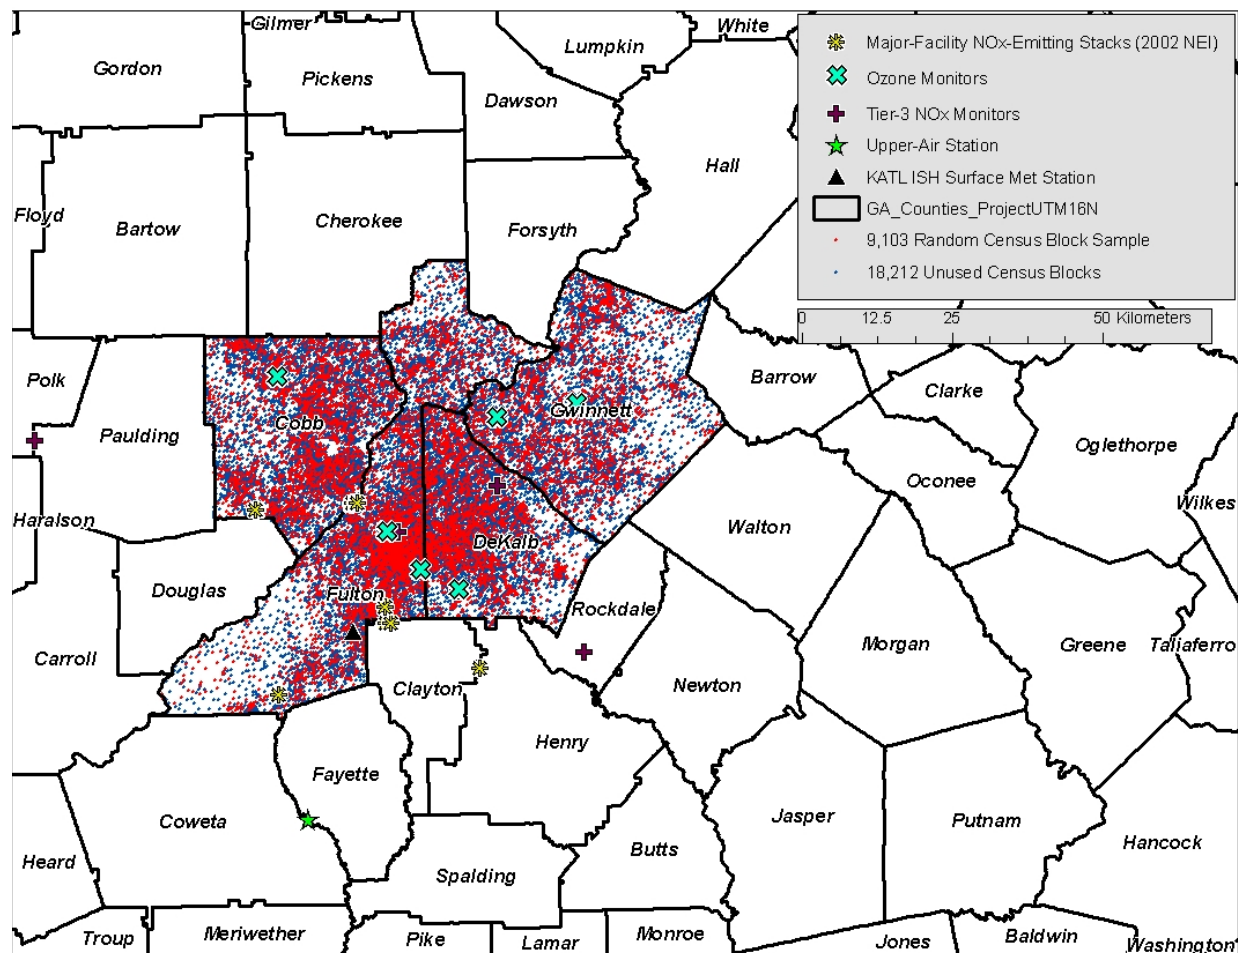 Gilmer
White
Lumpkin
Gordon
Pickens
Dawson
Hall
Floyd
Bartow
Cherokee
Forsyth
Major-Facility NOx-Emitting Stacks (2002 NEI)
Ozone Monitors
Tier-3 NOx Monitors
Upper-Air Station
KATL ISH Surface Met Station
GA_Counties_ProjectUTM16N
9,103 Random Census Block Sample
18,212 Unused Census Blocks
0 12.5 25 50 Kilometers
Polk
Paulding
Cobb
Gwinnett
Barrow
Clarke
Oglethorpe
Oconee
Wilkes
Haralson
Walton
DeKalb
Douglas
Fulton
Rockdale
Carroll
Morgan
Greene
Taliaferro
Clayton
Newton
Henry
Fayette
Coweta
Jasper
Putnam
Hancock
Heard
Butts
Spalding
Troup
Meriwether
Pike
Lamar
Monroe
Jones
Baldwin
Washington